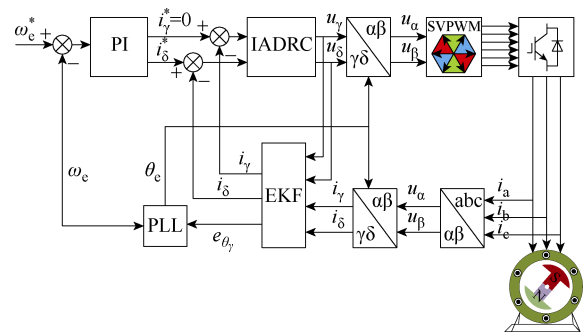 ω*e + − PI i*γ=0 + − i*δ + − IADRC uγ uδ αβ γδ uα uβ SVPWM
ωe θe iγ iδ EKF iγ iδ αβ γδ uα uβ abc αβ ia ib ic
PLL eθγ
S N